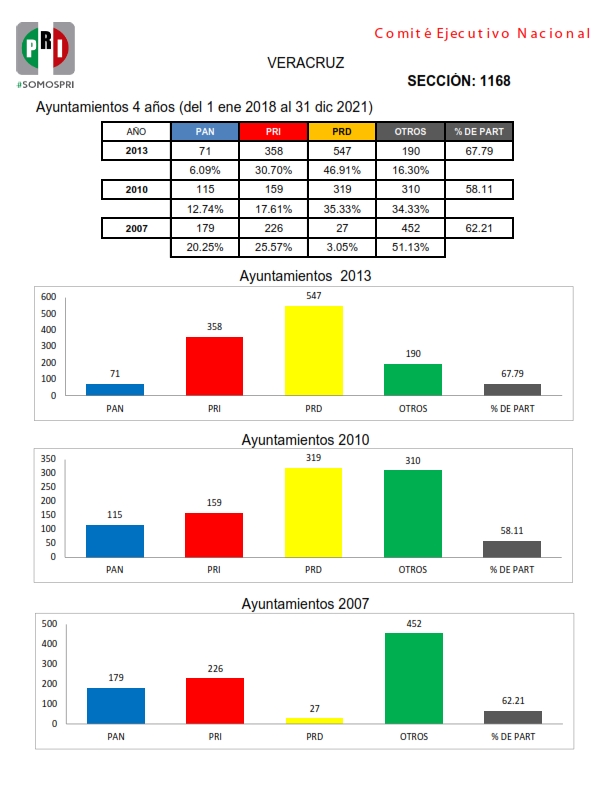 Comité Ejecutivo Nacional
PRI
#SOMOSPRI
VERACRUZ
SECCIÓN: 1168
Ayuntamientos 4 años (del 1 ene 2018 al 31 dic 2021)
AÑO PAN PRI PRD OTROS % DE PART
2013 71 358 547 190 67.79
6.09% 30.70% 46.91% 16.30%
2010 115 159 319 310 58.11
12.74% 17.61% 35.33% 34.33%
2007 179 226 27 452 62.21
20.25% 25.57% 3.05% 51.13%
Ayuntamientos 2013
600
500
400
300
200
100
0
71 358 547 190 67.79
PAN PRI PRD OTROS % DE PART
Ayuntamientos 2010
350
300
250
200
150
100
50
0
115 159 319 310 58.11
PAN PRI PRD OTROS % DE PART
Ayuntamientos 2007
500
400
300
200
100
0
179 226 27 452 62.21
PAN PRI PRD OTROS % DE PART